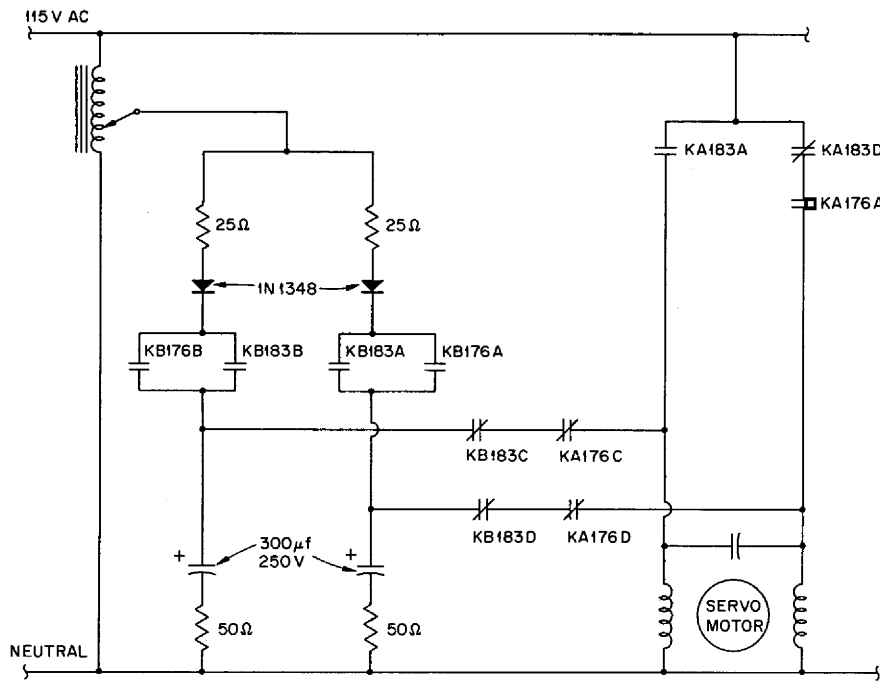 115 V AC
KA183A
KA183D
KA176A
25Ω
25Ω
1N1348
KB176B
KB183B
KB183A
KB176A
KB183C
KA176C
KB183D
KA176D
+
300μf
250V
+
50Ω
50Ω
SERVO
MOTOR
NEUTRAL